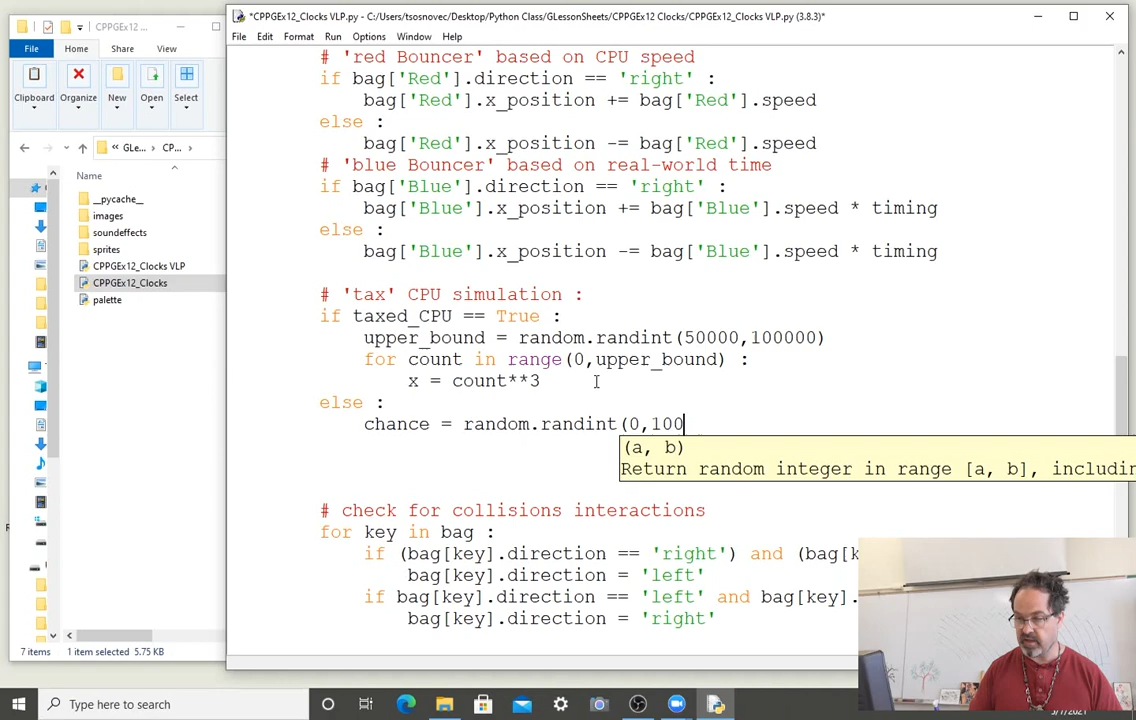 CPPGEx12 ...
File
Home
Share
View
Clipboard
Organize
New
Open
Select
« GLe...
CP...
Name
__pycache__
images
soundeffects
sprites
CPPGEx12_Clocks VLP
CPPGEx12_Clocks
palette
7 items
1 item selected 5.75 KB
*CPPGEx12_Clocks VLP.py - C:/Users/tsosnovec/Desktop/Python Class/GLessonSheets/CPPGEx12 Clocks/CPPGEx12_Clocks VLP.py (3.8.3)*
File Edit Format Run Options Window Help
# 'red Bouncer' based on CPU speed
if bag['Red'].direction == 'right' :
bag['Red'].x_position += bag['Red'].speed
else :
bag['Red'].x_position -= bag['Red'].speed
# 'blue Bouncer' based on real-world time
if bag['Blue'].direction == 'right' :
bag['Blue'].x_position += bag['Blue'].speed * timing
else :
bag['Blue'].x_position -= bag['Blue'].speed * timing
# 'tax' CPU simulation :
if taxed_CPU == True :
upper_bound = random.randint(50000,100000)
for count in range(0,upper_bound) :
x = count**3
else :
chance = random.randint(0,100
(a, b)
Return random integer in range [a, b], includin
# check for collisions interactions
for key in bag :
if (bag[key].direction == 'right') and (bag[k
bag[key].direction = 'left'
if bag[key].direction == 'left' and bag[key].
bag[key].direction = 'right'
Type here to search